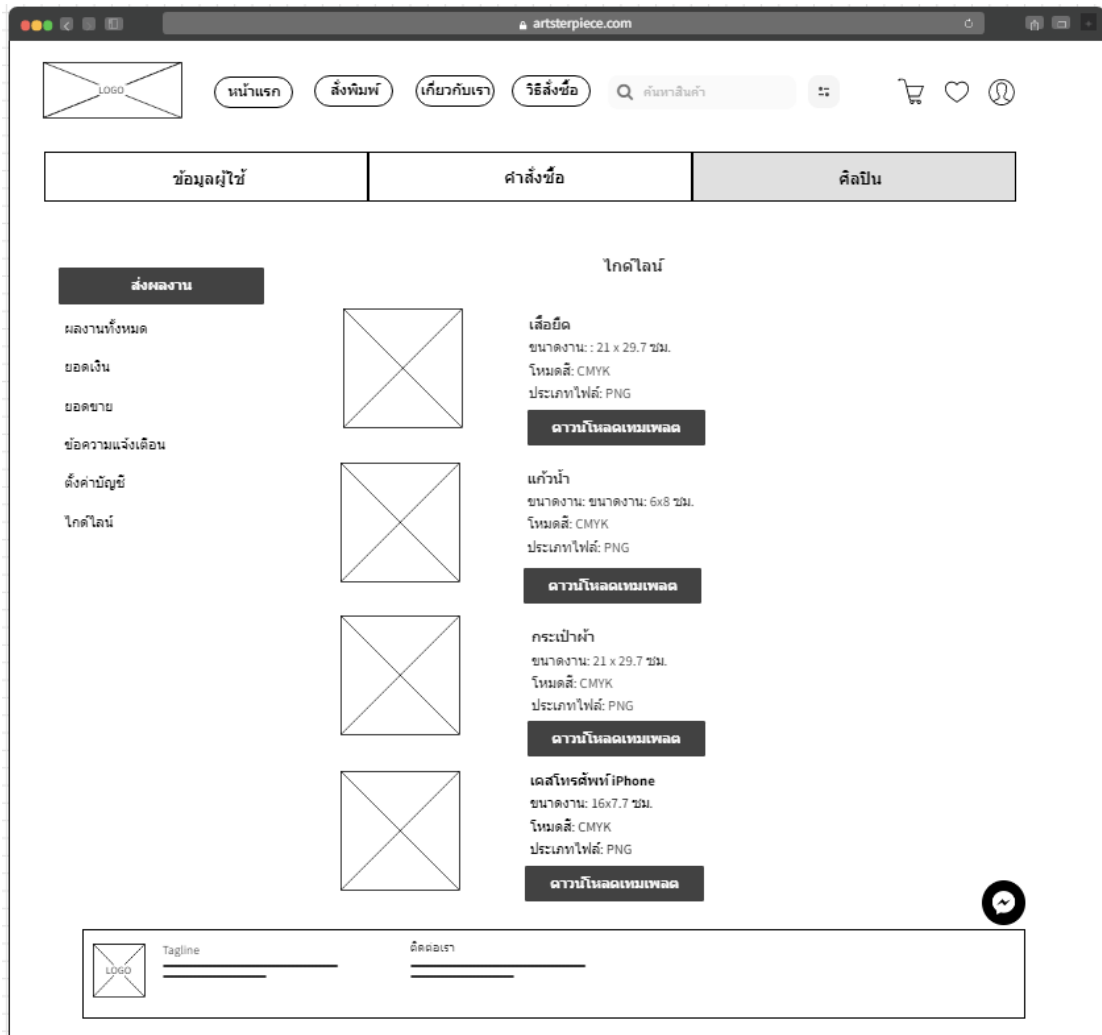 artsterpiece.com
LOGO
หน้าแรก
สั่งพิมพ์
เกี่ยวกับเรา
วิธีสั่งซื้อ
ค้นหาสินค้า
ข้อมูลผู้ใช้
คำสั่งซื้อ
ศิลปิน
ส่งผลงาน
ผลงานทั้งหมด
ยอดเงิน
ยอดขาย
ข้อความแจ้งเตือน
ตั้งค่าบัญชี
ไกด์ไลน์
ไกด์ไลน์
เสื้อยืด
ขนาดงาน: : 21 x 29.7 ซม.
โหมดสี: CMYK
ประเภทไฟล์: PNG
ดาวน์โหลดเทมเพลต
แก้วน้ำ
ขนาดงาน: ขนาดงาน: 6x8 ซม.
โหมดสี: CMYK
ประเภทไฟล์: PNG
ดาวน์โหลดเทมเพลต
กระเป๋าผ้า
ขนาดงาน: 21 x 29.7 ซม.
โหมดสี: CMYK
ประเภทไฟล์: PNG
ดาวน์โหลดเทมเพลต
เคสโทรศัพท์ iPhone
ขนาดงาน: 16x7.7 ซม.
โหมดสี: CMYK
ประเภทไฟล์: PNG
ดาวน์โหลดเทมเพลต
LOGO
Tagline
ติดต่อเรา